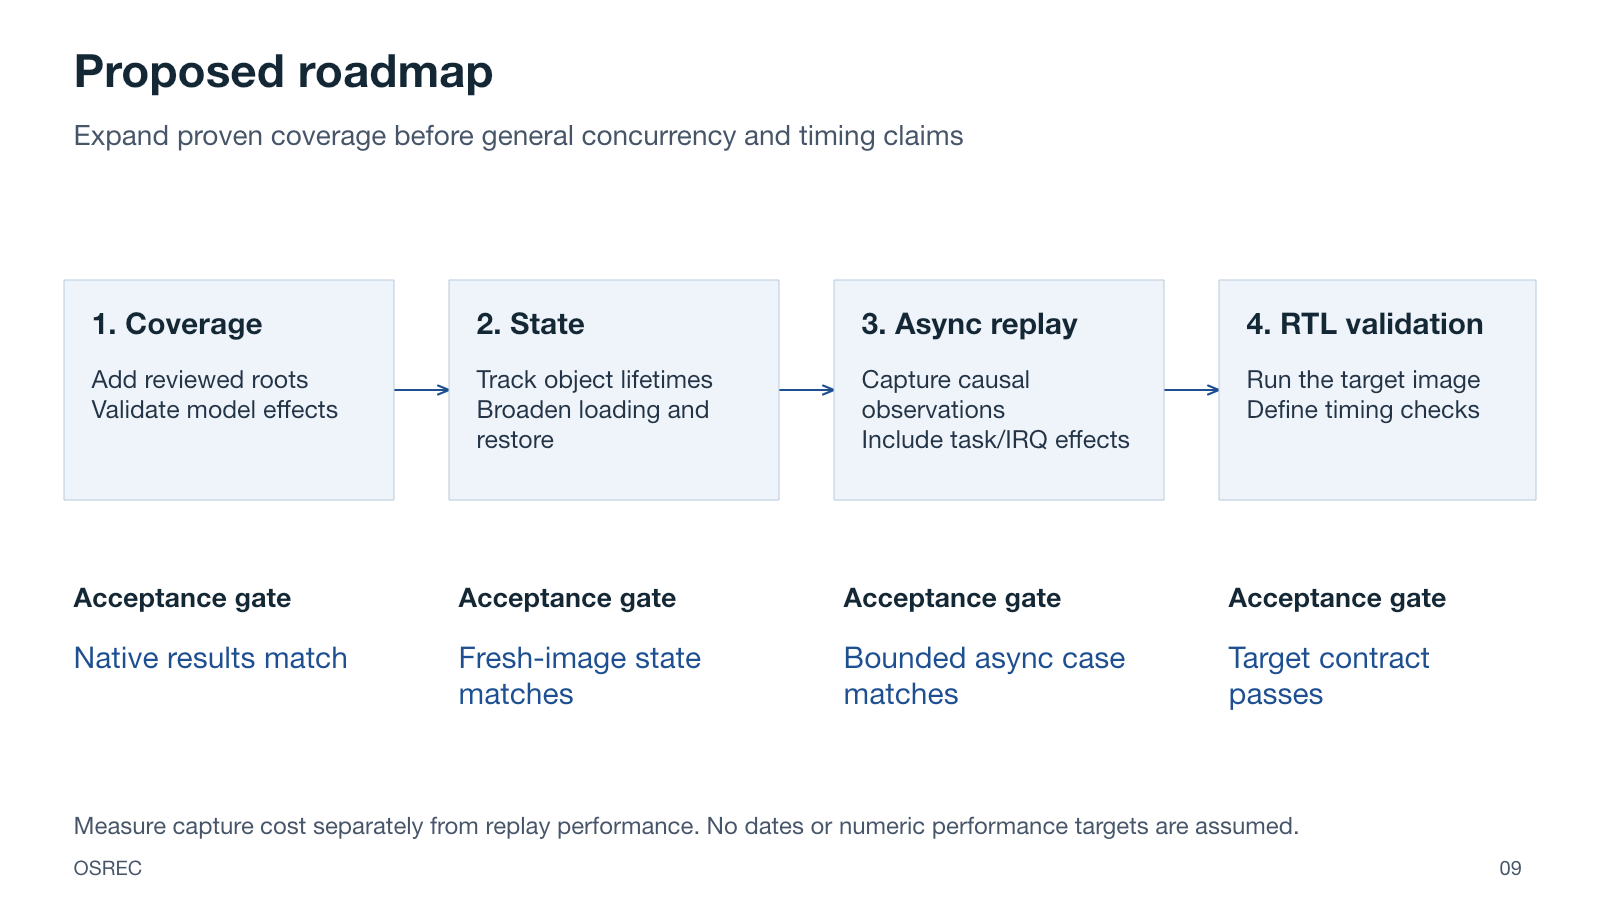 Proposed roadmap
Expand proven coverage before general concurrency and timing claims
1. Coverage
Add reviewed roots
Validate model effects
2. State
Track object lifetimes
Broaden loading and
restore
3. Async replay
Capture causal
observations
Include task/IRQ effects
4. RTL validation
Run the target image
Define timing checks
Acceptance gate
Native results match
Acceptance gate
Fresh-image state
matches
Acceptance gate
Bounded async case
matches
Acceptance gate
Target contract
passes
Measure capture cost separately from replay performance. No dates or numeric performance targets are assumed.
OSREC
09